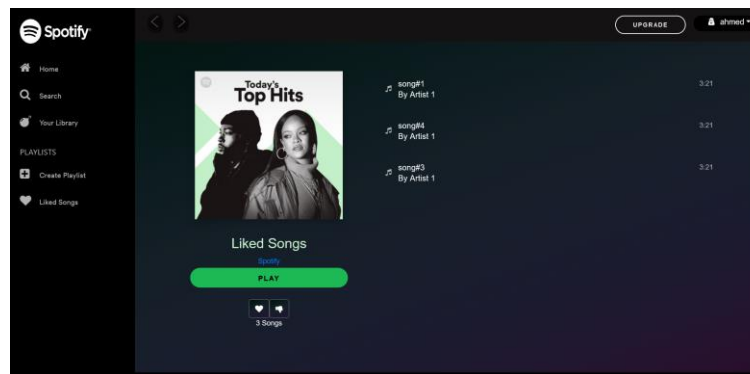 Spotify
UPGRADE
ahmed
Home
Search
Your Library
PLAYLISTS
Create Playlist
Liked Songs
Today's
Top Hits
Liked Songs
Spotify
PLAY
3 Songs
song#1
By Artist 1
3:21
song#4
By Artist 1
3:21
song#3
By Artist 1
3:21